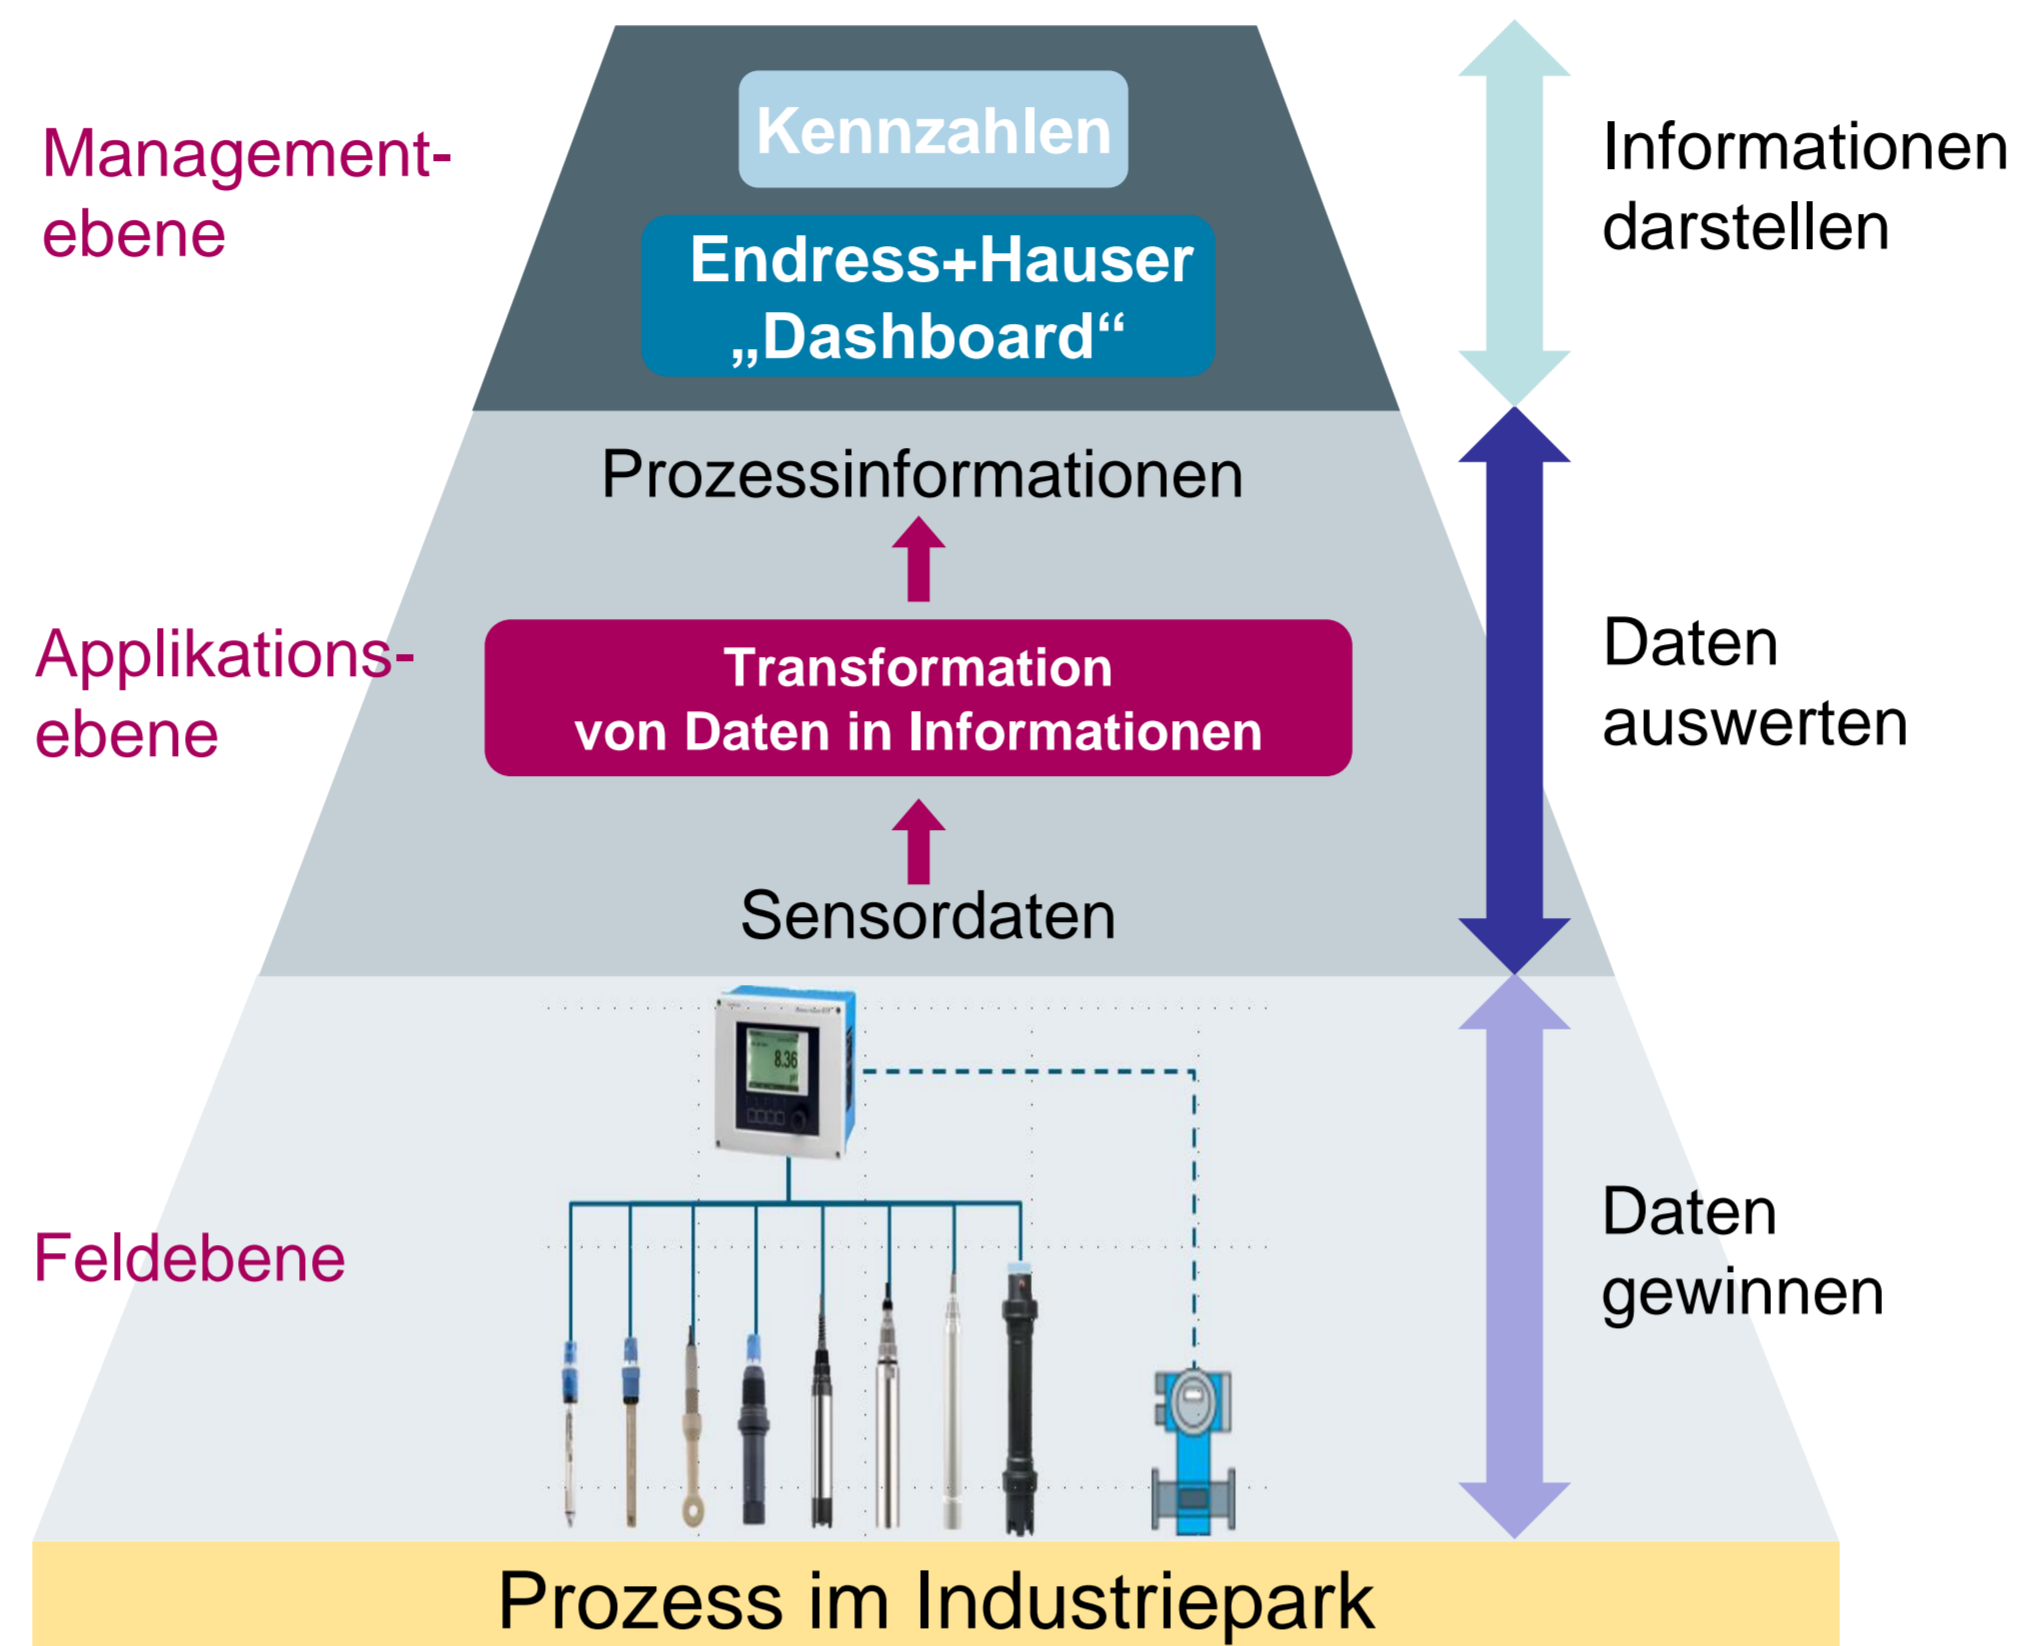 Management-
ebene
Kennzahlen
Endress+Hauser
„Dashboard“
Informationen
darstellen
Prozessinformationen
Applikations-
ebene
Transformation
von Daten in Informationen
Daten
auswerten
Sensordaten
8.36
pH
Feldebene
Daten
gewinnen
Prozess im Industriepark